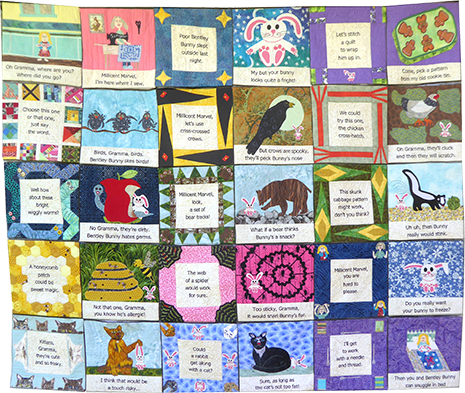 Oh Gramma, where are you?
Where did you go?
Millicent Marvel,
I'm here where I sew.
Poor Bentley
Bunny slept
outside last
night.
My but your Bunny
looks quite a fright!
Let's stitch
a quilt
to wrap
him up in.
Come, pick a pattern
from my old cookie tin.
Choose this one
or that one,
just say
the word.
Birds, Gramma, birds.
Bentley Bunny likes birds!
Millicent Marvel,
let's use
criss-crossed
crows.
But crows are spooky,
they'll peck Bunny's nose
We could
try this one,
the chicken
cross-hatch.
Oh Gramma, they'll cluck
and then they will scratch.
Well how
about these
bright
wiggly worms?
No Gramma, they're dirty.
Bentley Bunny hates germs.
Millicent Marvel,
look, a
set of
bear tracks!
What if a bear thinks
Bunny's a snack?
This skunk
cabbage pattern
might work,
don't you think?
Uh uh, then Bunny
really would stink.
A honeycomb
patch
could be
sweet magic.
Not that one, Gramma,
you know he's allergic!
The web
of a spider
would work
for sure.
Too sticky, Gramma,
it would snarl Bunny's fur.
Millicent Marvel,
you are
hard to
please.
Do you really want
your bunny to freeze?
Kittens,
Gramma,
they're cute
and so frisky.
I think that would be
a touch risky...
Could
a rabbit
get along
with a cat?
Sure, as long as
the cat's not too fat!
I'll get
to work
with a needle
and thread.
Then you and Bentley Bunny
can snuggle in bed.